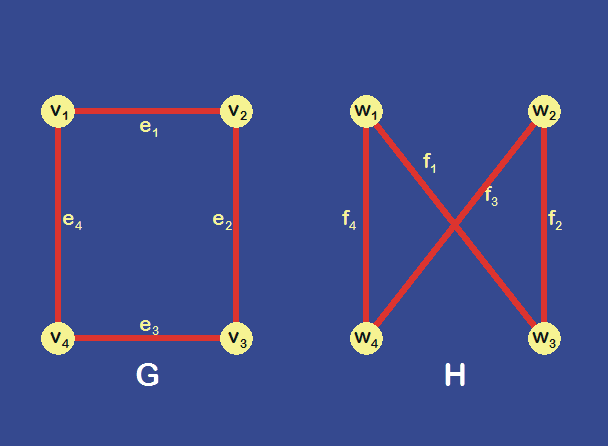 v₁ v₂ w₁ w₂
e₁
f₁
f₃
e₄ e₂ f₄ f₂
e₃
v₄ v₃ w₄ w₃
G H